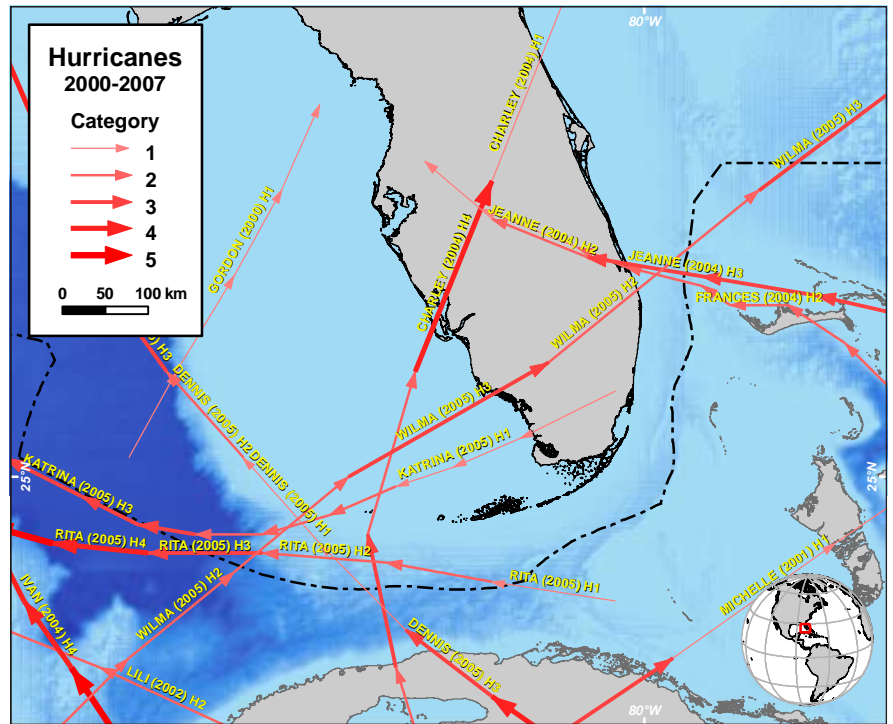 80°W
Hurricanes
2000-2007
Category
1
2
3
4
5
0 50 100 km
CHARLEY (2004) H1
WILMA (2005) H3
GORDON (2000) H1
JEANNE (2004) H2
CHARLEY (2004) H4
JEANNE (2004) H3
FRANCES (2004) H2
WILMA (2005) H2
H3
DENNIS (2005) H2
DENNIS (2005) H1
WILMA (2005) H3
KATRINA (2005) H1
25°N
25°N
KATRINA (2005) H3
RITA (2005) H4
RITA (2005) H3
RITA (2005) H2
RITA (2005) H1
MICHELLE (2001) H1
WILMA (2005) H2
IVAN (2004) H4
LILI (2002) H2
DENNIS (2005) H3
80°W